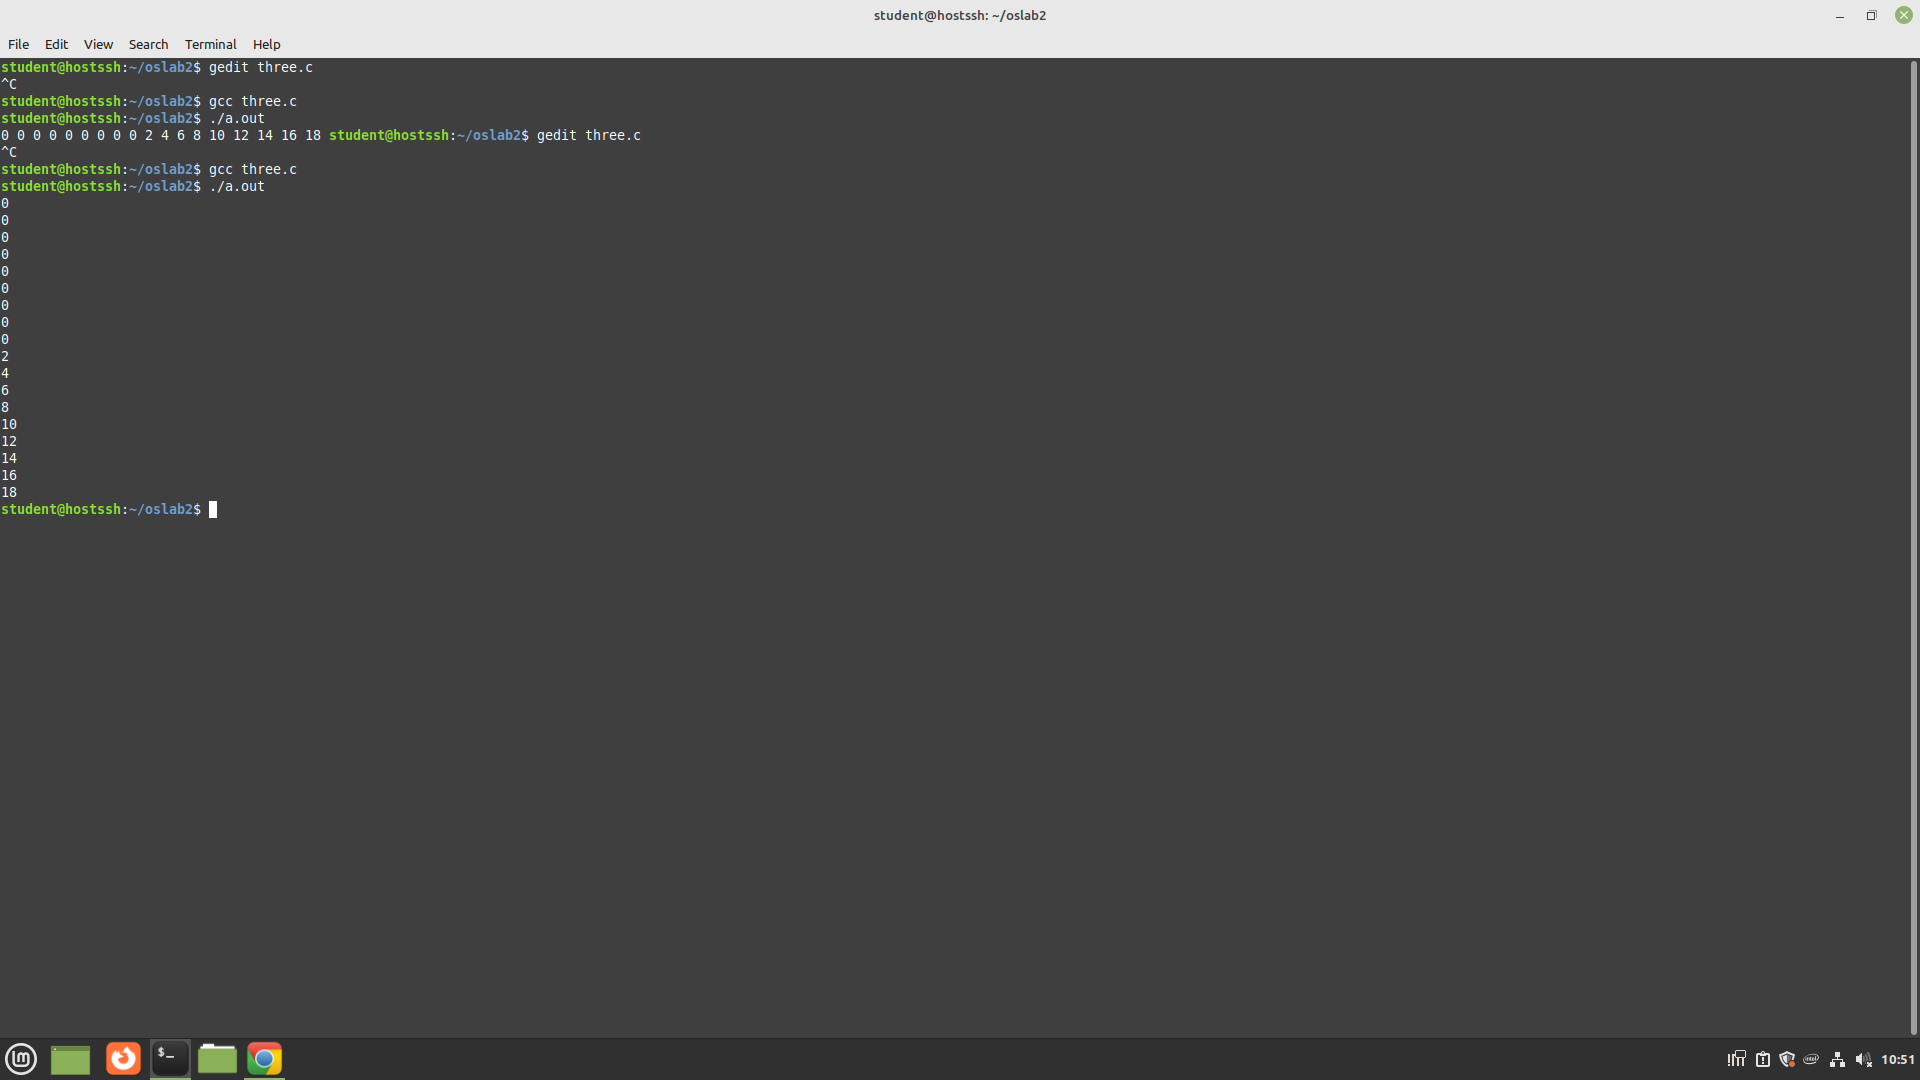 student@hostssh: ~/oslab2
File Edit View Search Terminal Help
student@hostssh:~/oslab2$ gedit three.c
^C
student@hostssh:~/oslab2$ gcc three.c
student@hostssh:~/oslab2$ ./a.out
0 0 0 0 0 0 0 0 0 2 4 6 8 10 12 14 16 18 student@hostssh:~/oslab2$ gedit three.c
^C
student@hostssh:~/oslab2$ gcc three.c
student@hostssh:~/oslab2$ ./a.out
0
0
0
0
0
0
0
0
0
2
4
6
8
10
12
14
16
18
student@hostssh:~/oslab2$
$_
intel
10:51